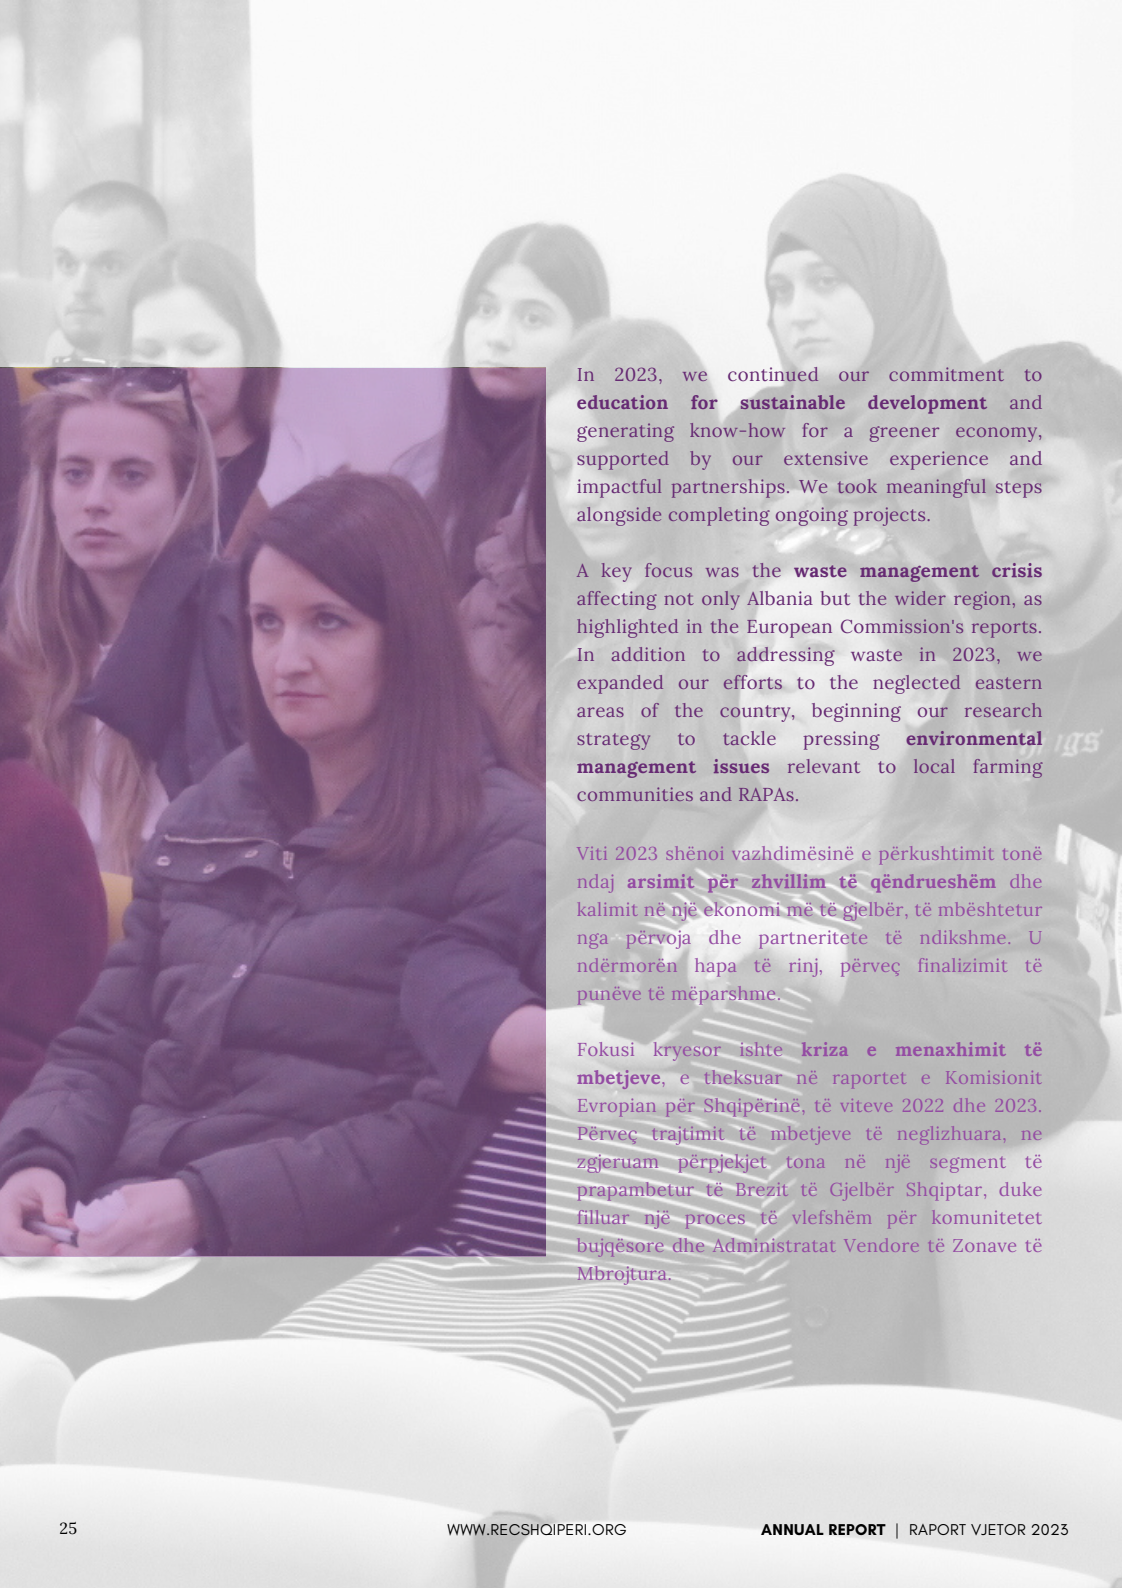 In 2023, we continued our commitment to
education for sustainable development and
generating know-how for a greener economy,
supported by our extensive experience and
impactful partnerships. We took meaningful steps
alongside completing ongoing projects.
A key focus was the waste management crisis
affecting not only Albania but the wider region, as
highlighted in the European Commission's reports.
In addition to addressing waste in 2023, we
expanded our efforts to the neglected eastern
areas of the country, beginning our research
strategy to tackle pressing environmental
management issues relevant to local farming
communities and RAPAs.
Viti 2023 shënoi vazhdimësinë e përkushtimit tonë
ndaj arsimit për zhvillim të qëndrueshëm dhe
kalimit në një ekonomi më të gjelbër, të mbështetur
nga përvoja dhe partneritete të ndikshme. U
ndërmorën hapa të rinj, përveç finalizimit të
punëve të mëparshme.
Fokusi kryesor ishte kriza e menaxhimit të
mbetjeve, e theksuar në raportet e Komisionit
Evropian për Shqipërinë, të viteve 2022 dhe 2023.
Përveç trajtimit të mbetjeve të neglizhuara, ne
zgjeruam përpjekjet tona në një segment të
prapambetur të Brezit të Gjelbër Shqiptar, duke
filluar një proces të vlefshëm për komunitetet
bujqësore dhe Administratat Vendore të Zonave të
Mbrojtura.
25
WWW.RECSHQIPERI.ORG
ANNUAL REPORT | RAPORT VJETOR 2023